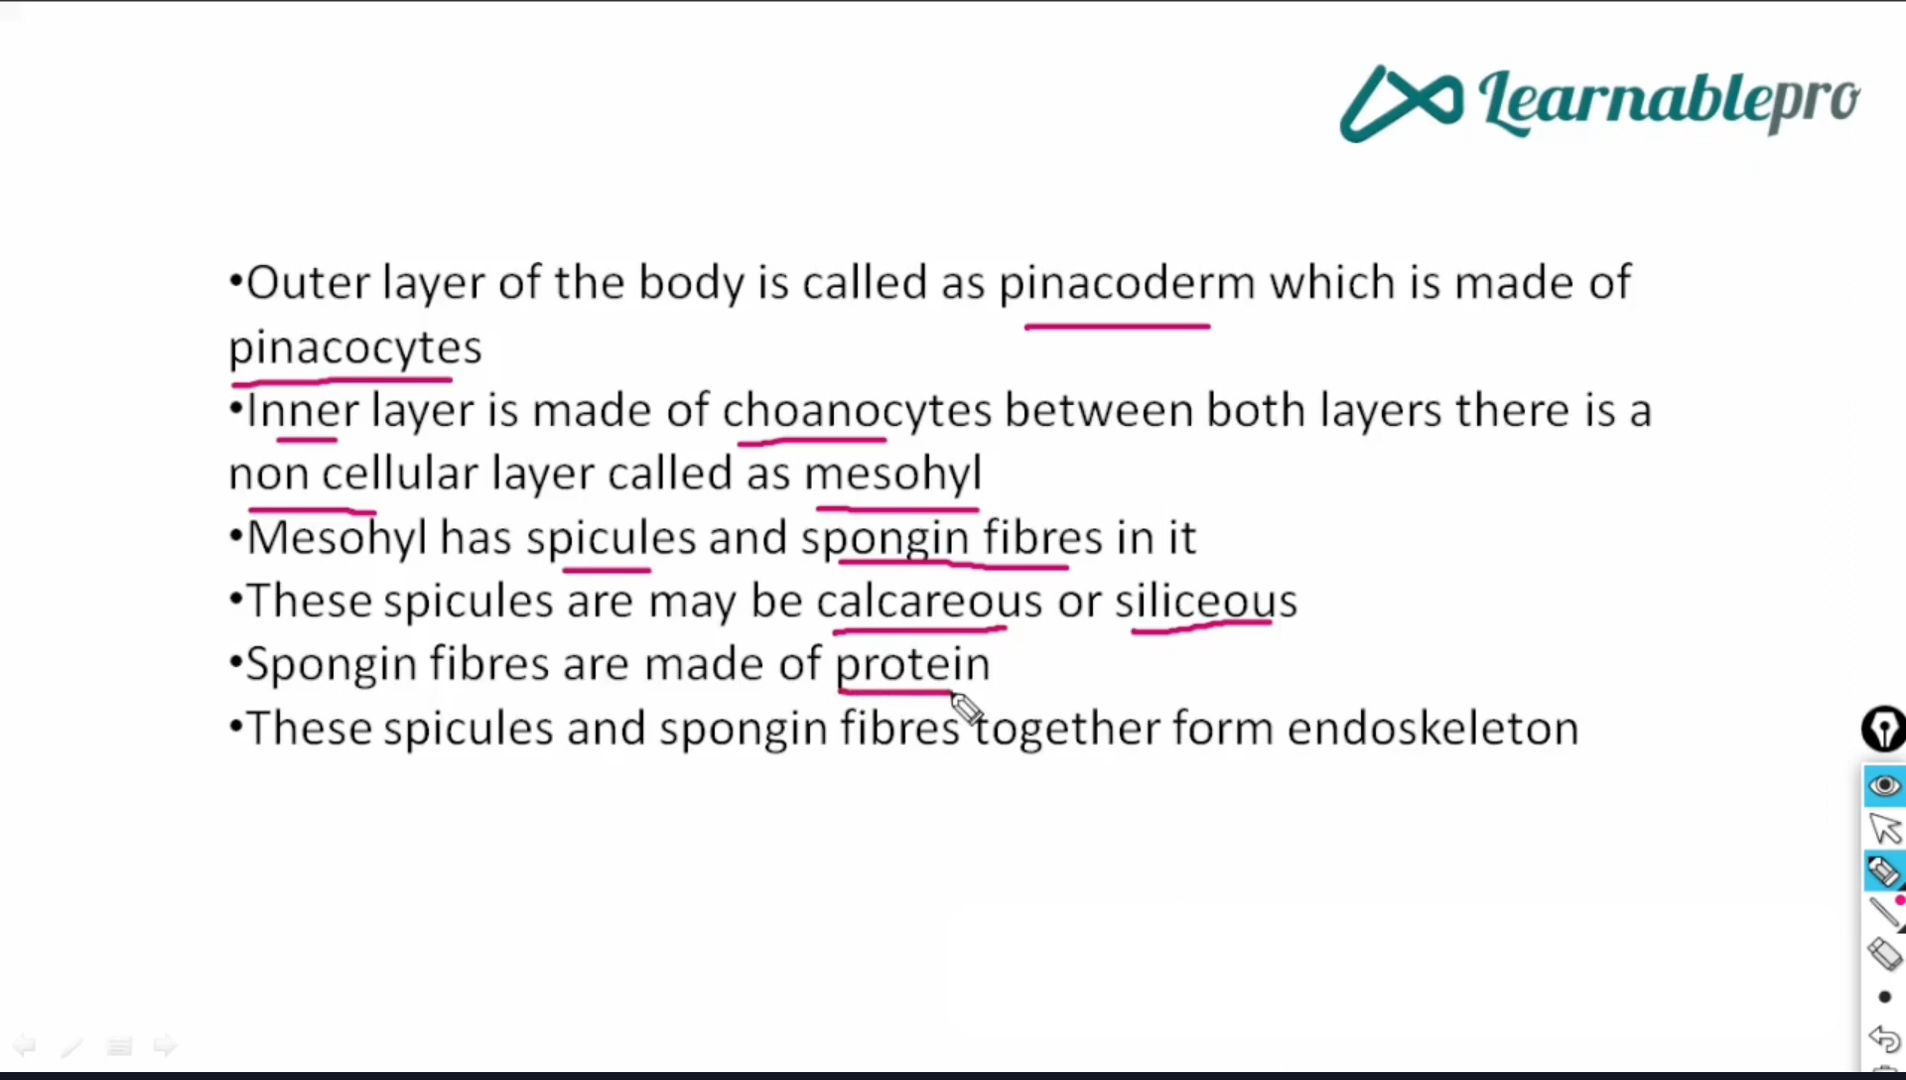 Learnablepro
•Outer layer of the body is called as pinacoderm which is made of
pinacocytes
•Inner layer is made of choanocytes between both layers there is a
non cellular layer called as mesohyl
•Mesohyl has spicules and spongin fibres in it
•These spicules are may be calcareous or siliceous
•Spongin fibres are made of protein
•These spicules and spongin fibres together form endoskeleton